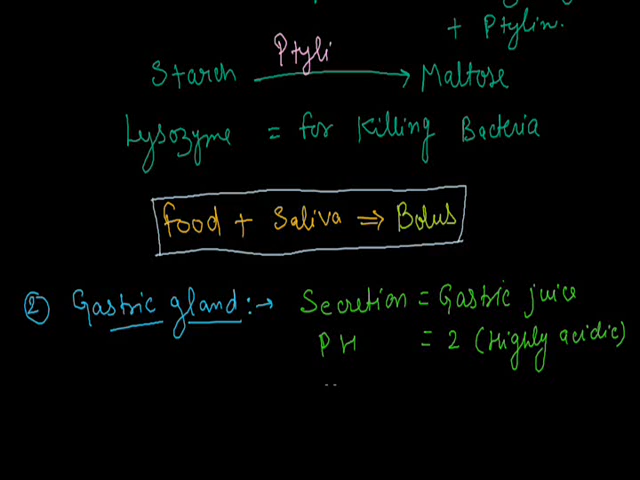 + Ptylin.
Ptyli
Starch → Maltose
Lysozyme = for Killing Bacteria
Food + Saliva ⇒ Bolus
② Gastric gland :→ Secretion = Gastric juice
PH = 2 (Highly acidic)